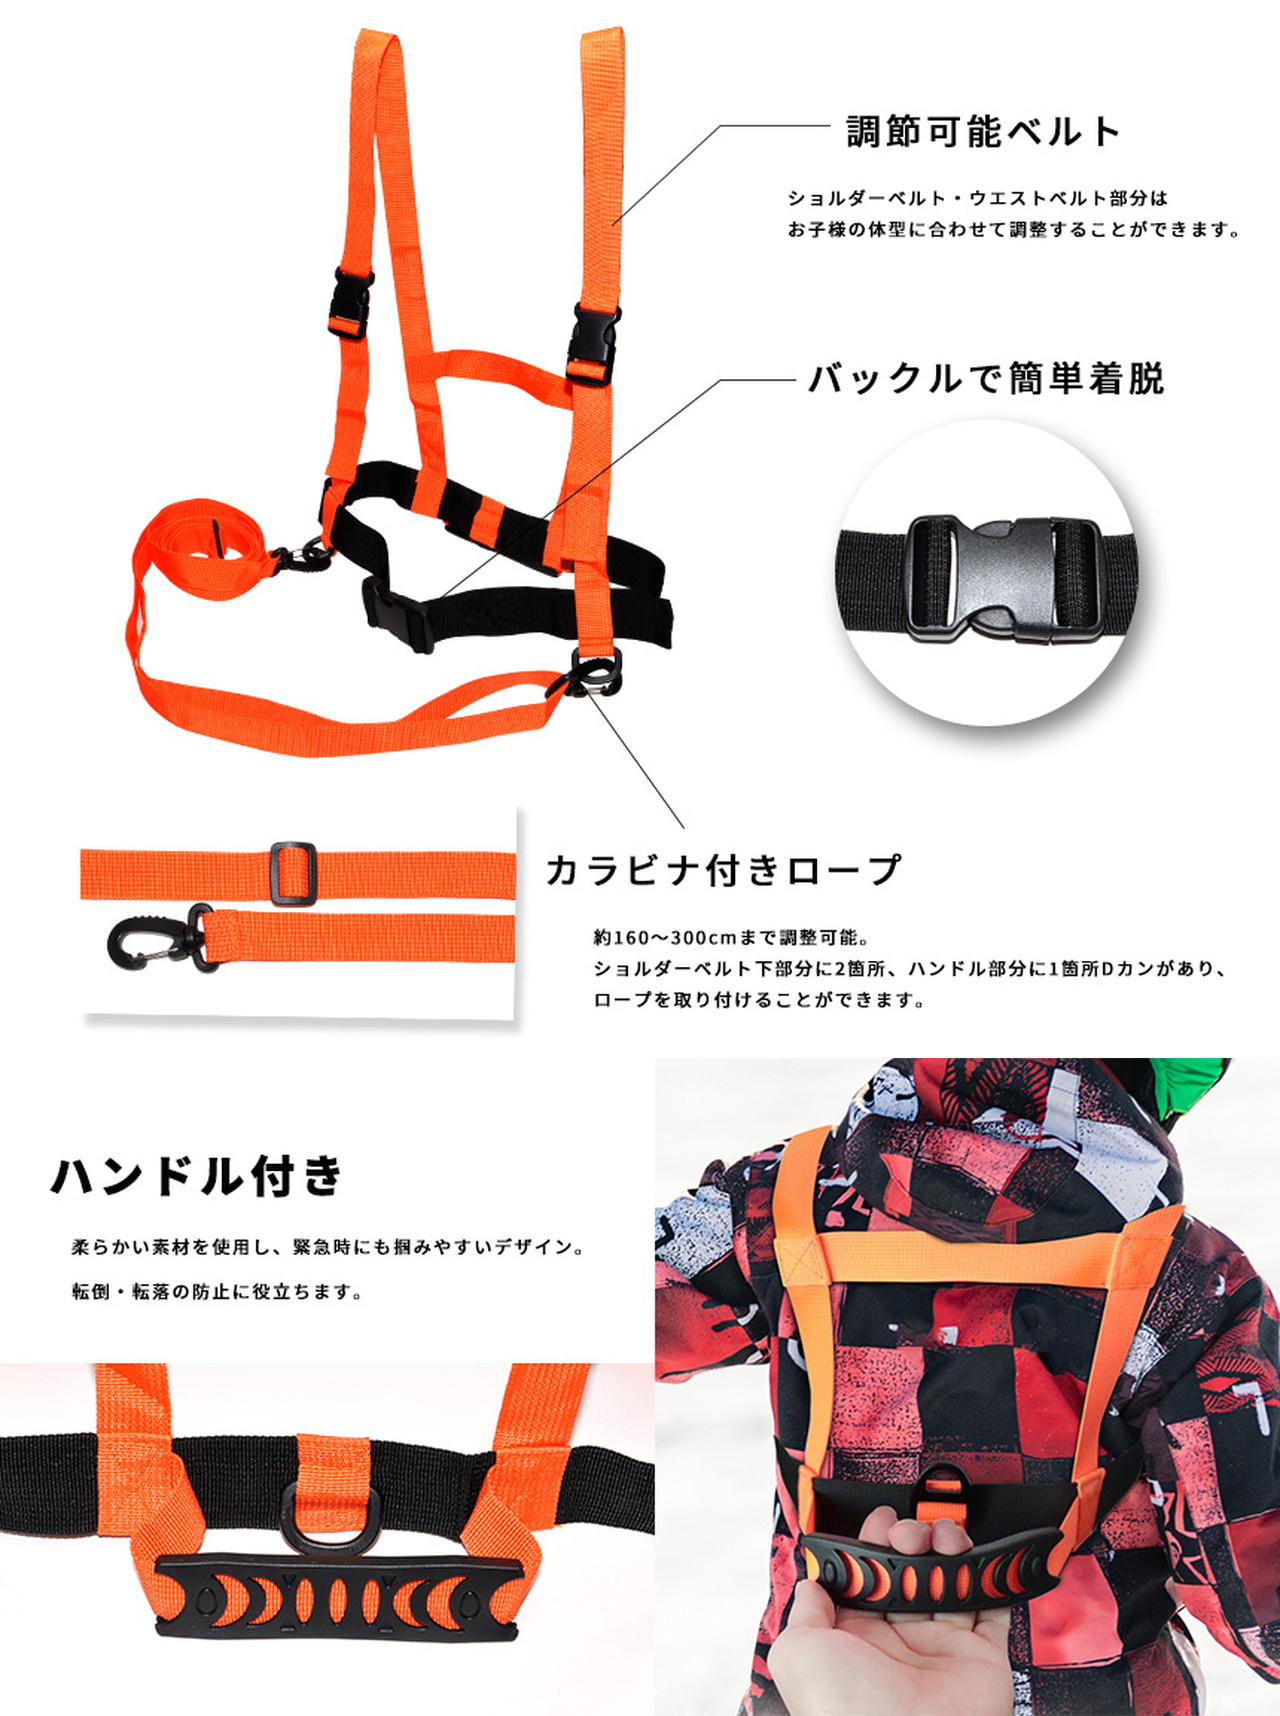 調節可能ベルト
ショルダーベルト・ウエストベルト部分は
お子様の体型に合わせて調整することができます。
バックルで簡単着脱
カラビナ付きロープ
約160〜300cmまで調整可能。
ショルダーベルト下部分に2箇所、ハンドル部分に1箇所Dカンがあり、
ロープを取り付けることができます。
ハンドル付き
柔らかい素材を使用し、緊急時にも掴みやすいデザイン。
転倒・転落の防止に役立ちます。